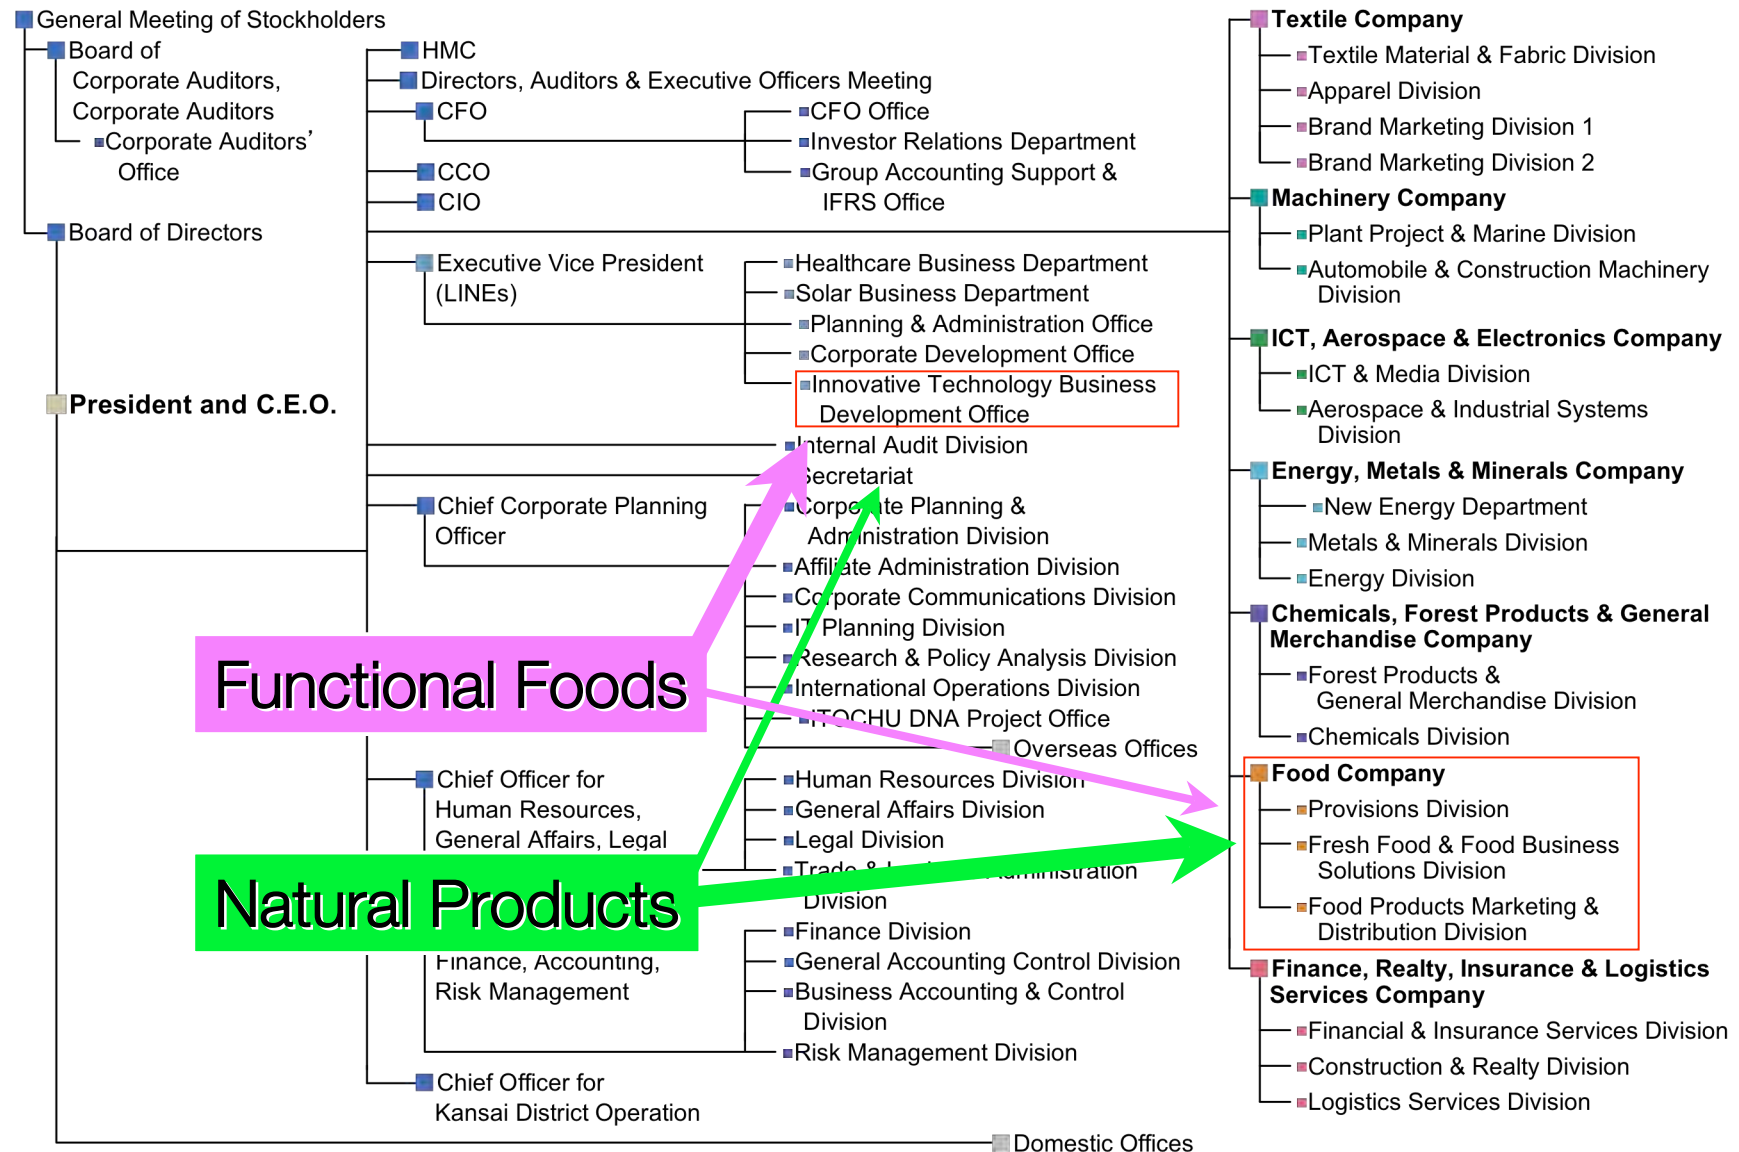 General Meeting of Stockholders
Board of
Corporate Auditors,
Corporate Auditors
Corporate Auditors’
Office
Board of Directors
President and C.E.O.
HMC
Directors, Auditors & Executive Officers Meeting
CFO
CFO Office
Investor Relations Department
Group Accounting Support &
IFRS Office
CCO
CIO
Executive Vice President
(LINEs)
Healthcare Business Department
Solar Business Department
Planning & Administration Office
Corporate Development Office
Innovative Technology Business
Development Office
Internal Audit Division
Secretariat
Chief Corporate Planning
Officer
Corporate Planning &
Administration Division
Affiliate Administration Division
Corporate Communications Division
IT Planning Division
Research & Policy Analysis Division
International Operations Division
ITOCHU DNA Project Office
Overseas Offices
Functional Foods
Chief Officer for
Human Resources,
General Affairs, Legal
Human Resources Division
General Affairs Division
Legal Division
Trade & Administration
Division
Natural Products
Finance, Accounting,
Risk Management
Finance Division
General Accounting Control Division
Business Accounting & Control
Division
Risk Management Division
Chief Officer for
Kansai District Operation
Domestic Offices
Textile Company
Textile Material & Fabric Division
Apparel Division
Brand Marketing Division 1
Brand Marketing Division 2
Machinery Company
Plant Project & Marine Division
Automobile & Construction Machinery
Division
ICT, Aerospace & Electronics Company
ICT & Media Division
Aerospace & Industrial Systems
Division
Energy, Metals & Minerals Company
New Energy Department
Metals & Minerals Division
Energy Division
Chemicals, Forest Products & General
Merchandise Company
Forest Products &
General Merchandise Division
Chemicals Division
Food Company
Provisions Division
Fresh Food & Food Business
Solutions Division
Food Products Marketing &
Distribution Division
Finance, Realty, Insurance & Logistics
Services Company
Financial & Insurance Services Division
Construction & Realty Division
Logistics Services Division